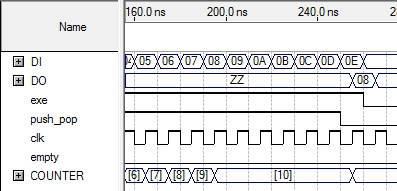 Name 160.0 ns 200.0 ns 240.0 ns
DI 05 06 07 08 09 0A 0B 0C 0D 0E
DO ZZ 08
exe
push_pop
clk
empty
COUNTER [6] [7] [8] [9] [10]